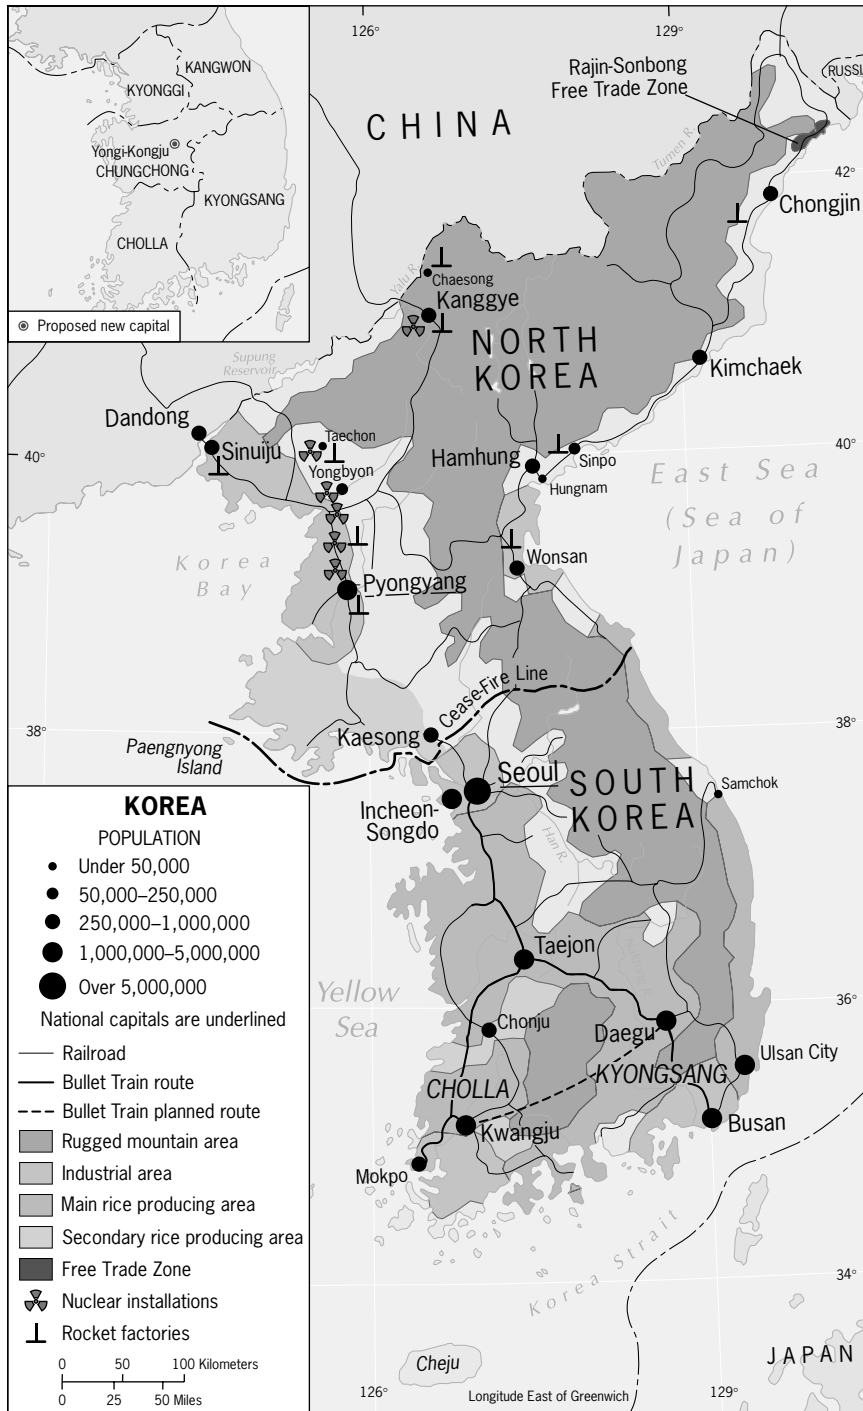 KANGWON
KYONGGI
Yongi-Kongju
CHUNGCHONG
KYONGSANG
CHOLLA
Proposed new capital
126°
129°
Rajin-Sonbong
Free Trade Zone
RUSSI
CHINA
Tumen R.
42°
Chongjin
Yalu R.
Chaesong
Kanggye
NORTH
KOREA
Supung
Reservoir
Kimchaek
Dandong
Sinuiju
Taechon
Yongbyon
40°
Hamhung
Sinpo
Hungnam
40°
East Sea
(Sea of
Japan)
Korea
Bay
Wonsan
Pyongyang
Cease-Fire Line
38°
Kaesong
38°
Paengnyong
Island
Seoul
SOUTH
KOREA
Samchok
Incheon-
Songdo
Han R.
Taejon
Yellow
Sea
36°
Chonju
Daegu
Ulsan City
CHOLLA
KYONGSANG
Kwangju
Busan
Mokpo
Korea Strait
34°
Cheju
JAPAN
126°
Longitude East of Greenwich
129°
KOREA
POPULATION
Under 50,000
50,000–250,000
250,000–1,000,000
1,000,000–5,000,000
Over 5,000,000
National capitals are underlined
Railroad
Bullet Train route
Bullet Train planned route
Rugged mountain area
Industrial area
Main rice producing area
Secondary rice producing area
Free Trade Zone
Nuclear installations
Rocket factories
0 50 100 Kilometers
0 25 50 Miles